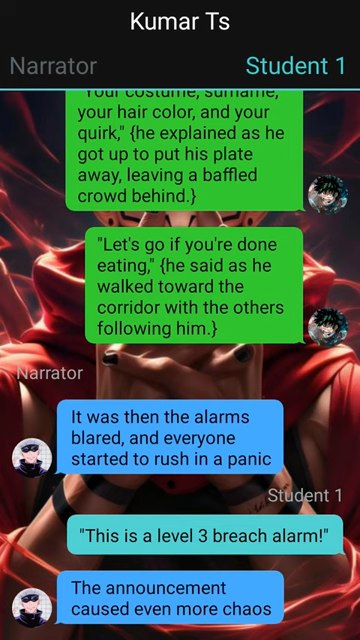 Kumar Ts
Narrator
Student 1
"Your costume, surname,
your hair color, and your
quirk," {he explained as he
got up to put his plate
away, leaving a baffled
crowd behind.}
"Let's go if you're done
eating," {he said as he
walked toward the
corridor with the others
following him.}
Narrator
It was then the alarms
blared, and everyone
started to rush in a panic
Student 1
"This is a level 3 breach alarm!"
The announcement
caused even more chaos